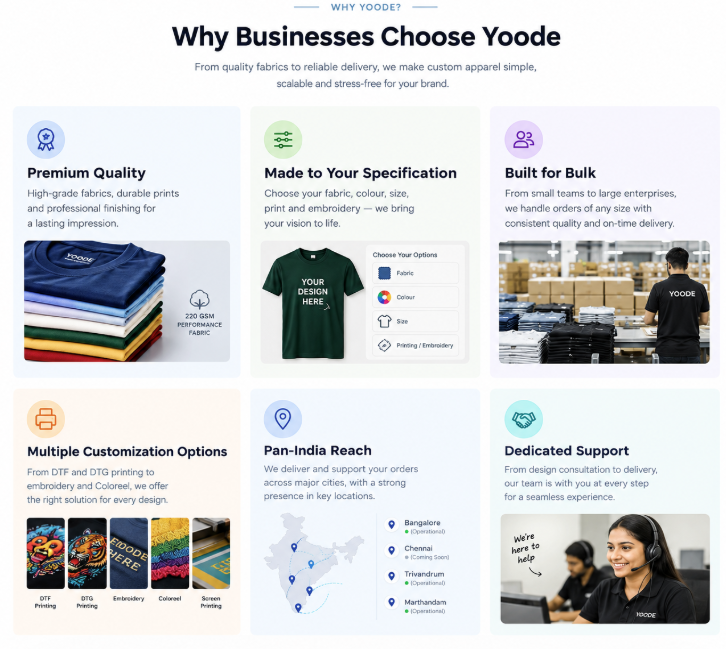 WHY YOODE?
Why Businesses Choose Yoode
From quality fabrics to reliable delivery, we make custom apparel simple,
scalable and stress-free for your brand.
Premium Quality
High-grade fabrics, durable prints
and professional finishing for
a lasting impression.
YOODE
220 GSM
PERFORMANCE
FABRIC
Made to Your Specification
Choose your fabric, colour, size,
print and embroidery — we bring
your vision to life.
YOUR
DESIGN
HERE
Choose Your Options
Fabric
Colour
Size
Printing / Embroidery
Built for Bulk
From small teams to large enterprises,
we handle orders of any size with
consistent quality and on-time delivery.
YOODE
Multiple Customization Options
From DTF and DTG printing to
embroidery and Coloreel, we offer
the right solution for every design.
HERE
DTF
Printing
DTG
Printing
Embroidery
Coloreel
Screen
Printing
Pan-India Reach
We deliver and support your orders
across major cities, with a strong
presence in key locations.
Bangalore
(Operational)
Chennai
(Coming Soon)
Trivandrum
(Operational)
Marthandam
(Operational)
Dedicated Support
From design consultation to delivery,
our team is with you at every step
for a seamless experience.
We're
here to
help
YOODE